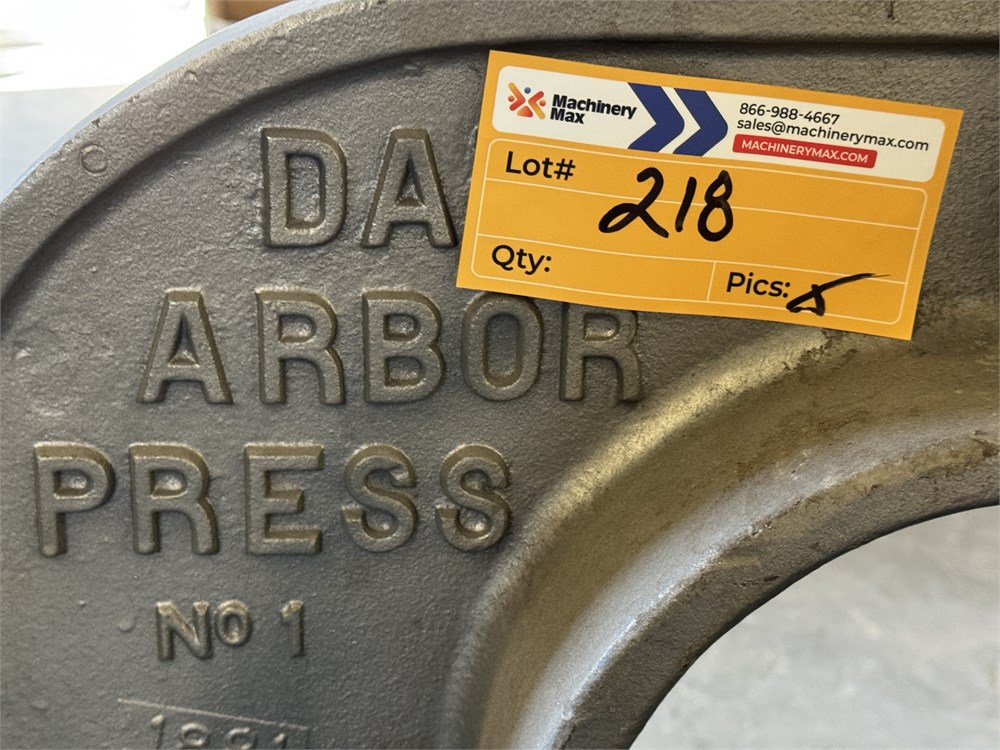 Machinery
Max
866-988-4667
sales@machinerymax.com
MACHINERYMAX.COM
Lot# 218
Qty:
Pics:
DA
ARBOR
PRESS
No 1